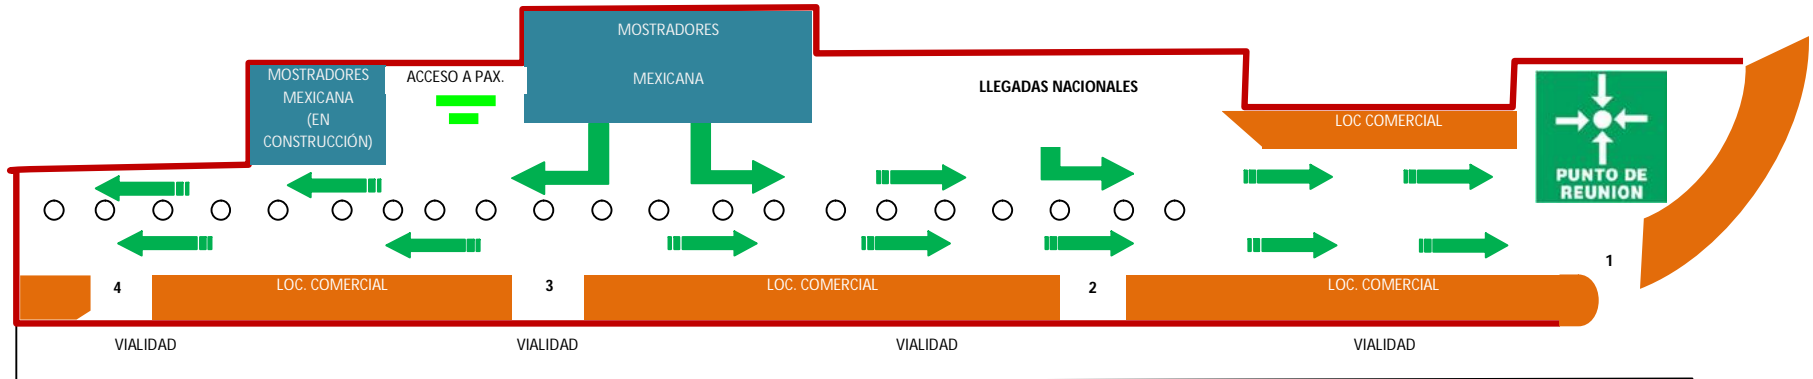 MOSTRADORES
MEXICANA
MOSTRADORES
MEXICANA
(EN
CONSTRUCCIÓN)
ACCESO A PAX.
LLEGADAS NACIONALES
LOC COMERCIAL
PUNTO DE
REUNION
1
4
LOC. COMERCIAL
3
LOC. COMERCIAL
2
LOC. COMERCIAL
VIALIDAD
VIALIDAD
VIALIDAD
VIALIDAD